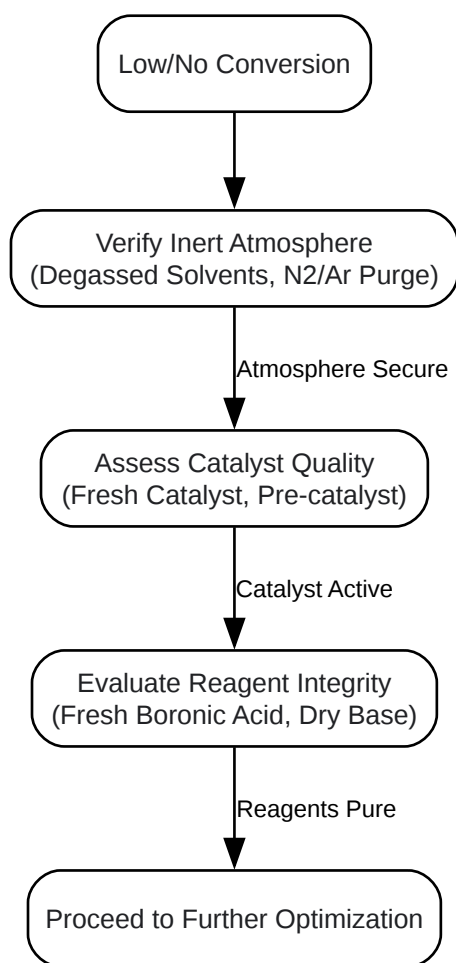 Low/No Conversion
Verify Inert Atmosphere
(Degassed Solvents, N2/Ar Purge)
Atmosphere Secure
Assess Catalyst Quality
(Fresh Catalyst, Pre-catalyst)
Catalyst Active
Evaluate Reagent Integrity
(Fresh Boronic Acid, Dry Base)
Reagents Pure
Proceed to Further Optimization